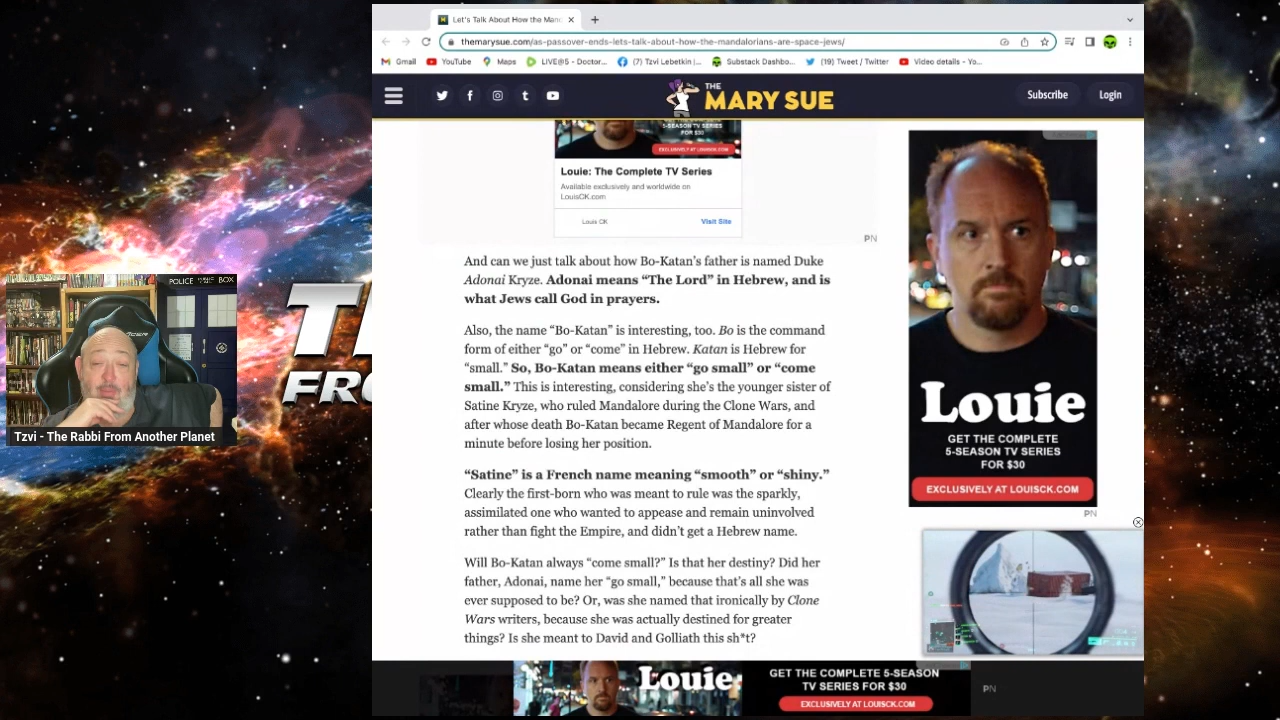 Let's Talk About How the Mand
themarysue.com/as-passover-ends-lets-talk-about-how-the-mandalorians-are-space-jews/
Gmail YouTube Maps LIVE@5 - Doctor... (7) Tzvi Lebetkin |... Substack Dashbo... (19) Tweet / Twitter Video details - Yo...
THE
MARY SUE
Subscribe Login
5-SEASON TV SERIES
FOR $30
EXCLUSIVELY AT LOUISCK.COM
Louie: The Complete TV Series
Available exclusively and worldwide on
LouisCK.com
Louis CK Visit Site
PN
And can we just talk about how Bo-Katan's father is named Duke
Adonai Kryze. Adonai means “The Lord” in Hebrew, and is
what Jews call God in prayers.
Also, the name “Bo-Katan” is interesting, too. Bo is the command
form of either “go” or “come” in Hebrew. Katan is Hebrew for
“small.” So, Bo-Katan means either “go small” or “come
small.” This is interesting, considering she's the younger sister of
Satine Kryze, who ruled Mandalore during the Clone Wars, and
after whose death Bo-Katan became Regent of Mandalore for a
minute before losing her position.
“Satine” is a French name meaning “smooth” or “shiny.”
Clearly the first-born who was meant to rule was the sparkly,
assimilated one who wanted to appease and remain uninvolved
rather than fight the Empire, and didn't get a Hebrew name.
Will Bo-Katan always “come small?” Is that her destiny? Did her
father, Adonai, name her “go small,” because that's all she was
ever supposed to be? Or, was she named that ironically by Clone
Wars writers, because she was actually destined for greater
things? Is she meant to David and Golliath this sh*t?
Louie
GET THE COMPLETE
5-SEASON TV SERIES
FOR $30
EXCLUSIVELY AT LOUISCK.COM
PN
Louie
GET THE COMPLETE 5-SEASON
TV SERIES FOR $30
EXCLUSIVELY AT LOUISCK.COM
PN
POLICE BOX
Tzvi - The Rabbi From Another Planet
T
FRO